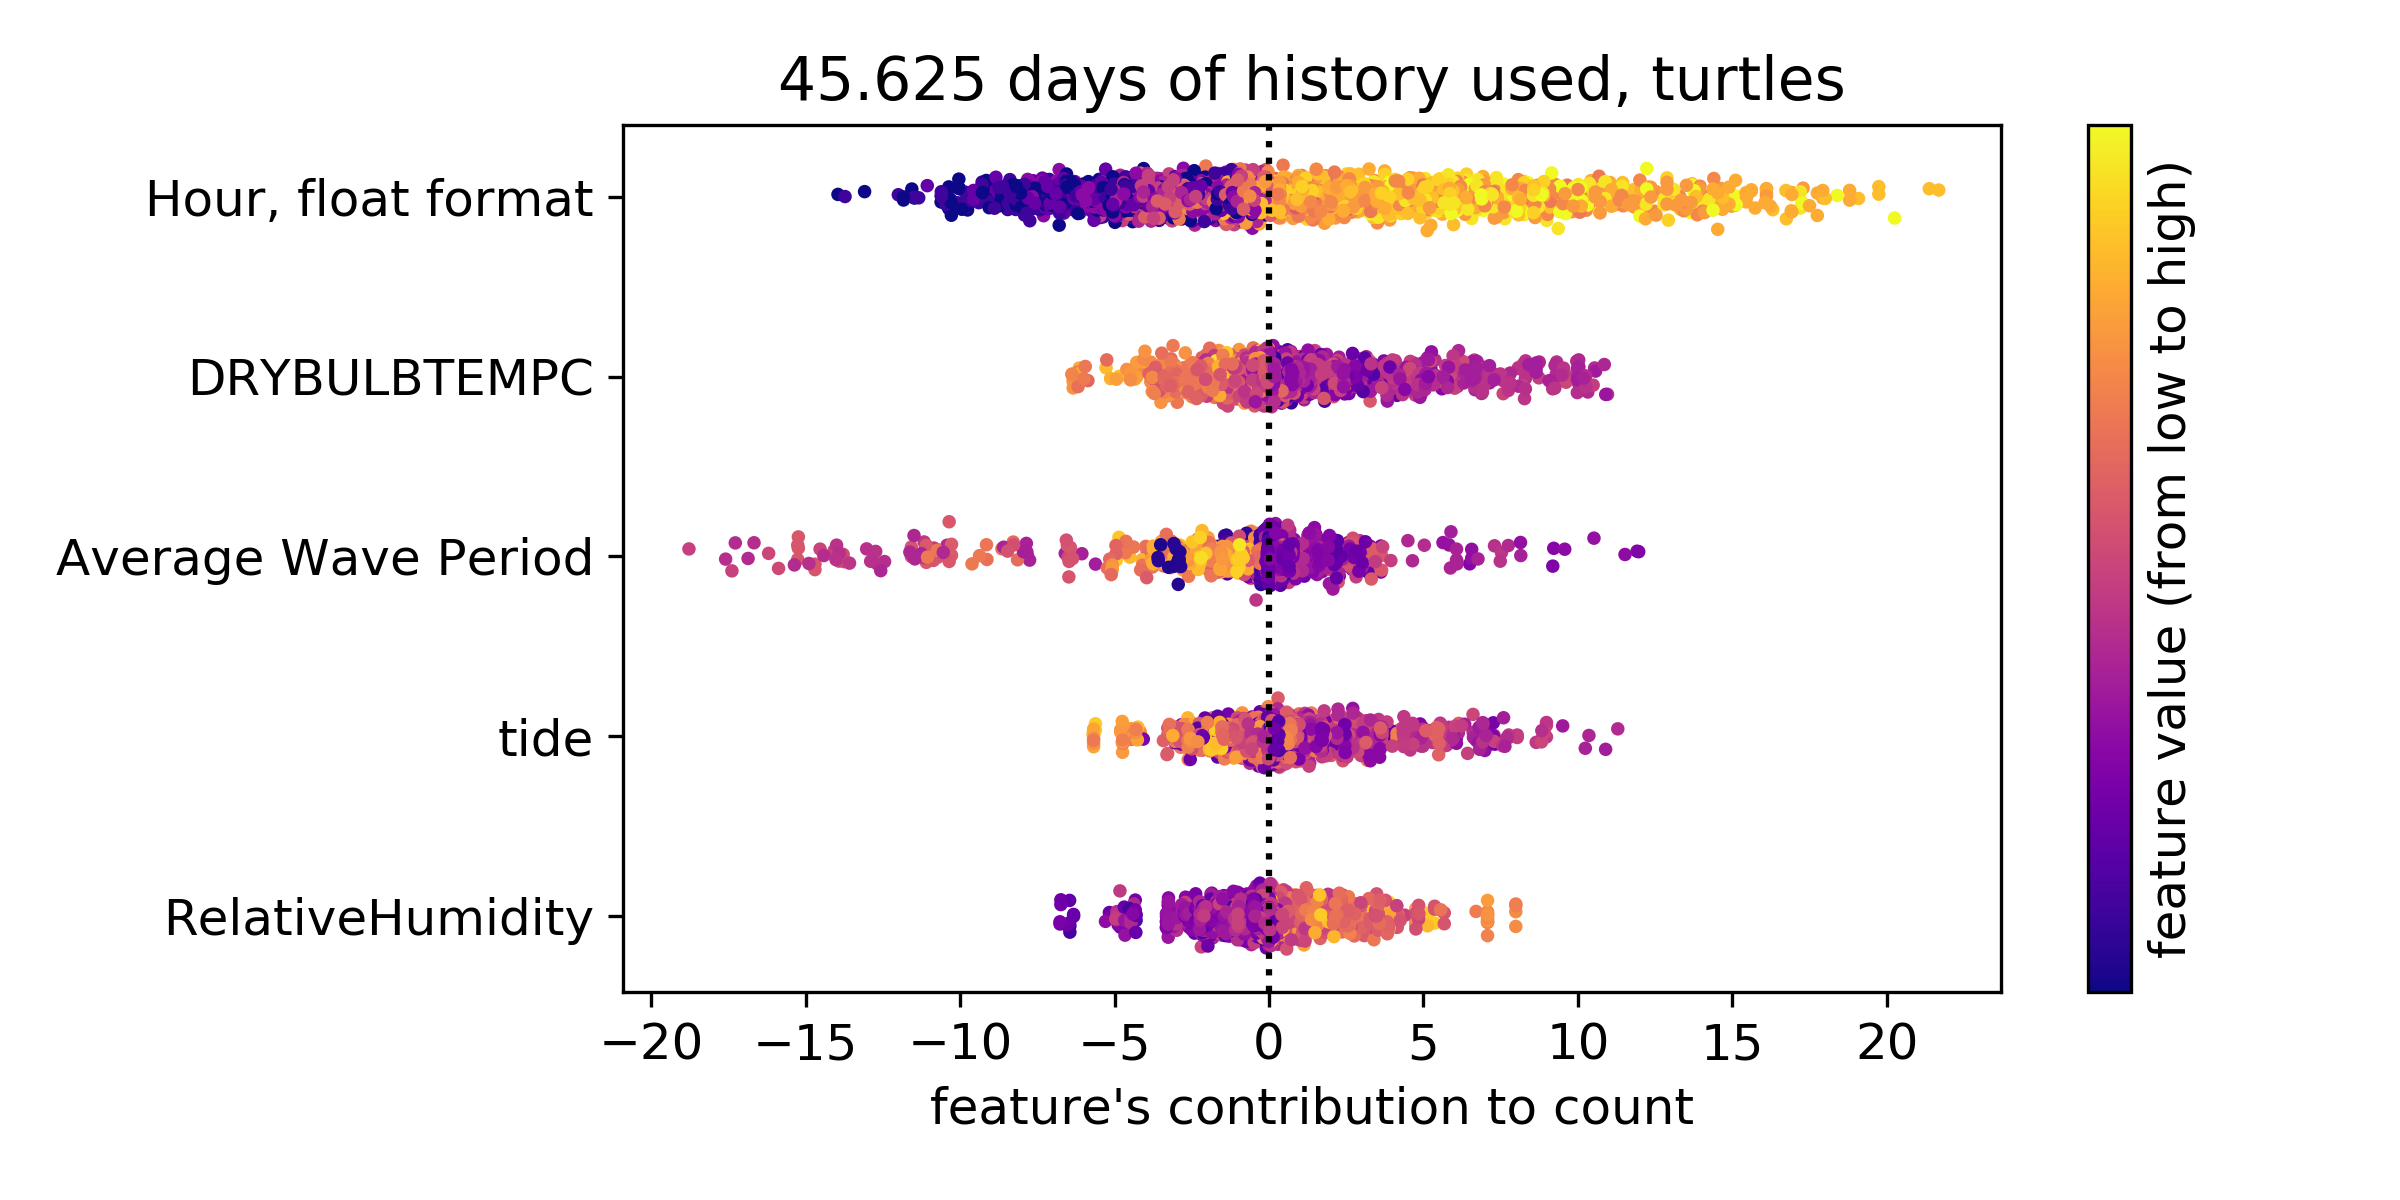 45.625 days of history used, turtles
Hour, float format
DRYBULBTEMPC
Average Wave Period
tide
RelativeHumidity
−20 −15 −10 −5 0 5 10 15 20
feature's contribution to count
feature value (from low to high)